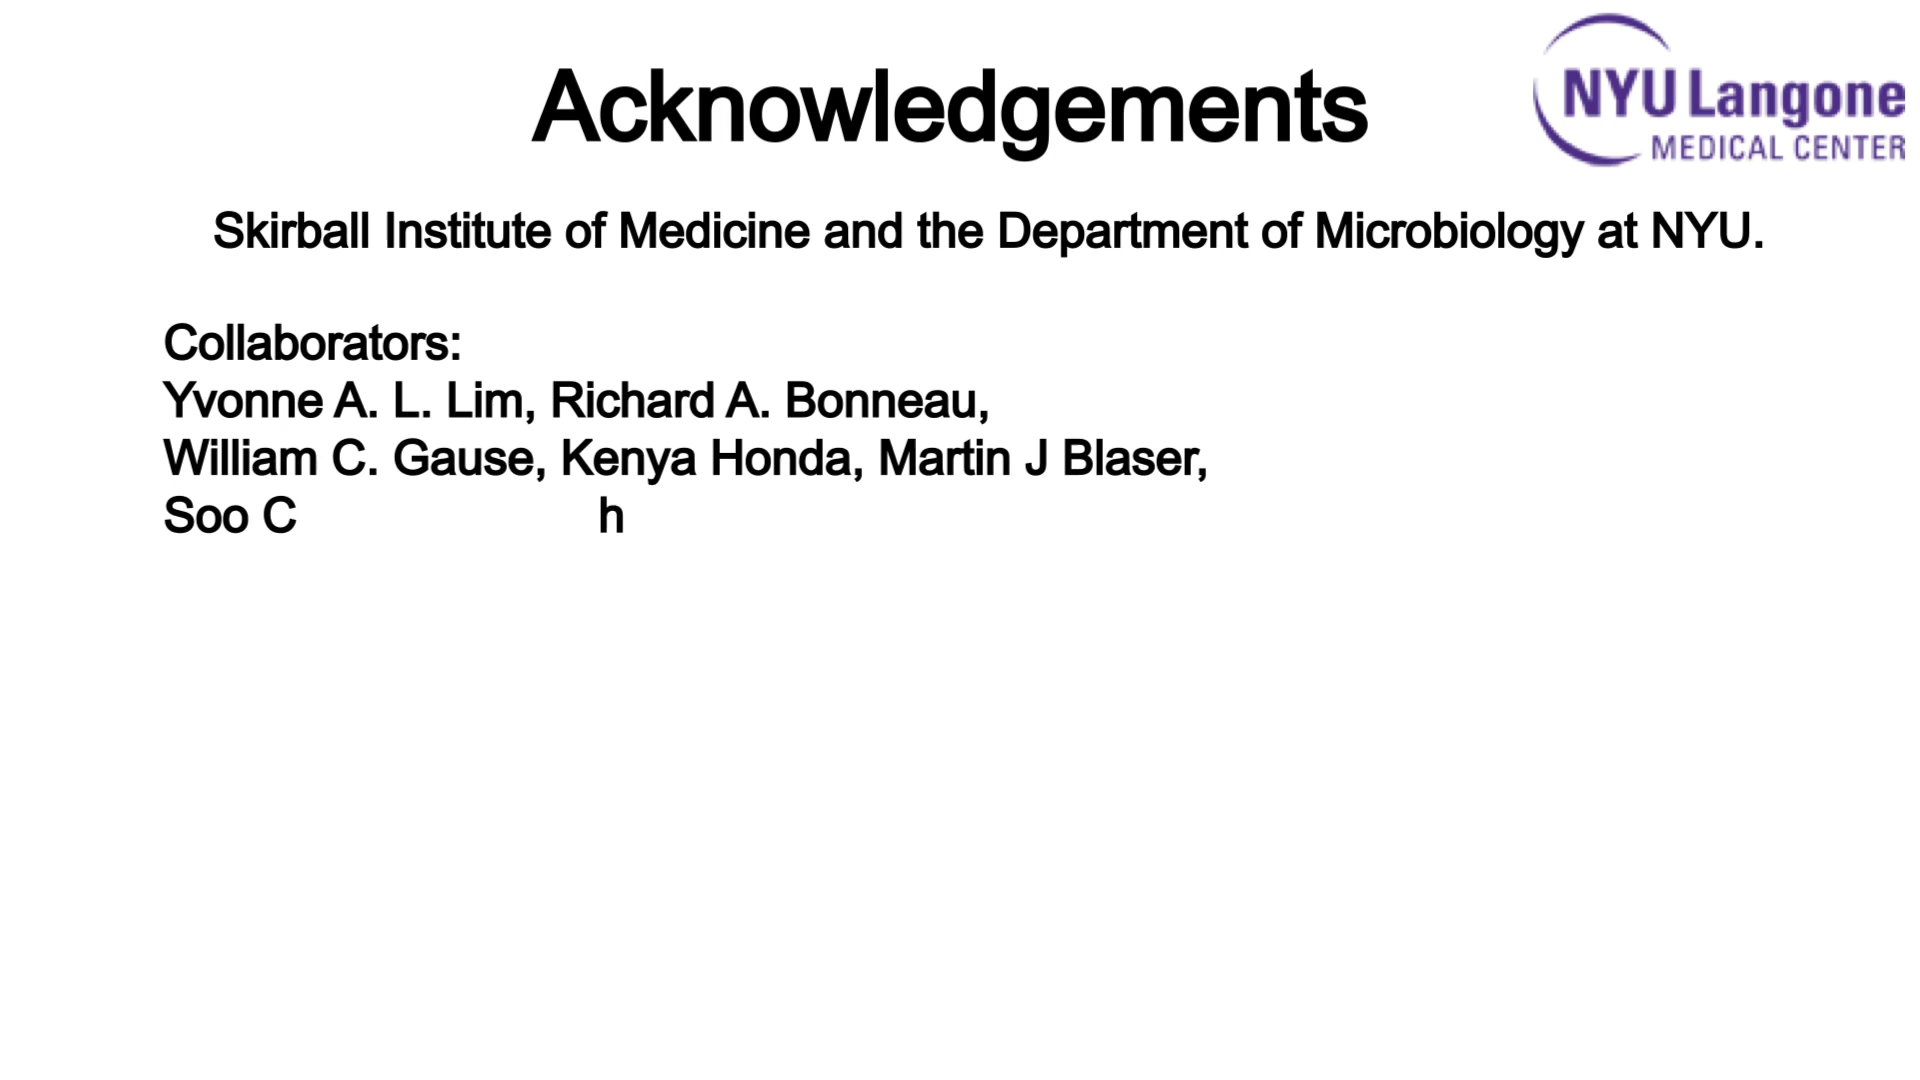 Acknowledgements
NYU Langone
MEDICAL CENTER
Skirball Institute of Medicine and the Department of Microbiology at NYU.
Collaborators:
Yvonne A. L. Lim, Richard A. Bonneau,
William C. Gause, Kenya Honda, Martin J Blaser,
Soo C h